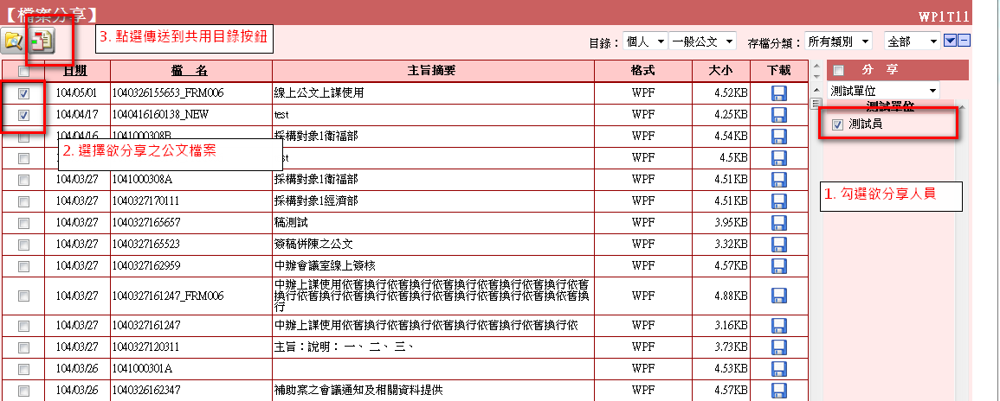 【檔案分享】
WP1T11
3. 點選傳送到共用目錄按鈕
目錄： 個人 一般公文 存檔分類： 所有類別 全部
日期 檔 名 主旨摘要 格式 大小 下載
分 享
104/05/01 1040326155653_FRM006 線上公文上課使用 WPF 4.52KB
測試單位
104/04/17 1040416160138_NEW test WPF 4.25KB
測試單位
測試員
104/04/16 1041000308B 採構對象1衛福部 WPF 4.54KB
2. 選擇欲分享之公文檔案
WPF 4.5KB
104/03/27 1041000308A 採構對象1衛福部 WPF 4.51KB
1. 勾選欲分享人員
104/03/27 1040327170111 採構對象1經濟部 WPF 4.51KB
104/03/27 1040327165657 稿測試 WPF 3.95KB
104/03/27 1040327165523 簽稿併陳之公文 WPF 3.32KB
104/03/27 1040327162959 中辦會議室線上簽核 WPF 4.57KB
104/03/27 1040327161247_FRM006 中辦上課使用依舊換行依舊換行依舊換行依舊換行依舊換行依舊
換行依舊換行依舊換行依舊換行依舊換行依舊換行依舊換依舊換
行 WPF 4.88KB
104/03/27 1040327161247 中辦上課使用依舊換行依舊換行依舊換行依舊換行依舊換行依 WPF 3.16KB
104/03/27 1040327120311 主旨：說明： 一、 二、 三、 WPF 3.73KB
104/03/26 1041000301A WPF 4.53KB
104/03/26 1040326162347 補助案之會議通知及相關資料提供 WPF 4.57KB